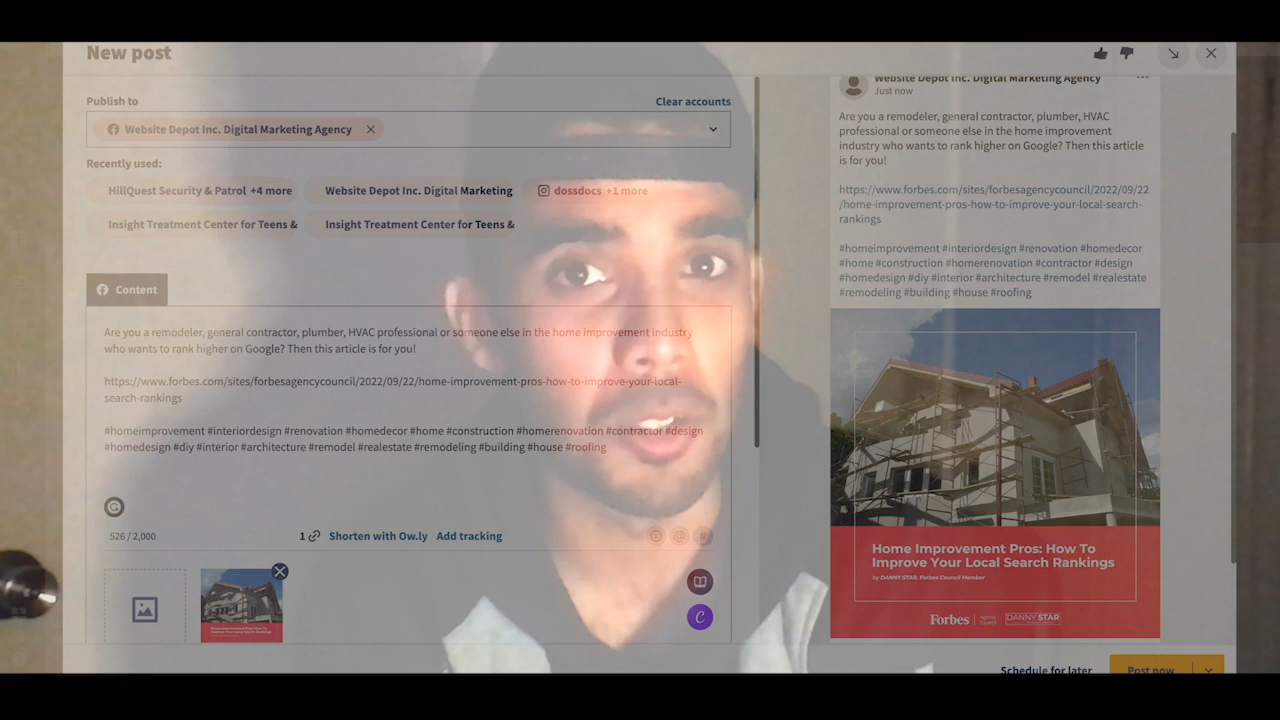 New post
Publish to
Clear accounts
Website Depot Inc. Digital Marketing Agency
Recently used:
HillQuest Security & Patrol +4 more
Website Depot Inc. Digital Marketing
dossdocs +1 more
Insight Treatment Center for Teens &
Insight Treatment Center for Teens &
Content
Are you a remodeler, general contractor, plumber, HVAC professional or someone else in the home improvement industry
who wants to rank higher on Google? Then this article is for you!
https://www.forbes.com/sites/forbesagencycouncil/2022/09/22/home-improvement-pros-how-to-improve-your-local-
search-rankings
#homeimprovement #interiordesign #renovation #homedecor #home #construction #homerenovation #contractor #design
#homedesign #diy #interior #architecture #remodel #realestate #remodeling #building #house #roofing
526 / 2,000
1
Shorten with Ow.ly
Add tracking
Website Depot Inc. Digital Marketing Agency
Just now
Are you a remodeler, general contractor, plumber, HVAC
professional or someone else in the home improvement
industry who wants to rank higher on Google? Then this article
is for you!
https://www.forbes.com/sites/forbesagencycouncil/2022/09/22
/home-improvement-pros-how-to-improve-your-local-search-
rankings
#homeimprovement #interiordesign #renovation #homedecor
#home #construction #homerenovation #contractor #design
#homedesign #diy #interior #architecture #remodel #realestate
#remodeling #building #house #roofing
Home Improvement Pros: How To
Improve Your Local Search Rankings
by DANNY STAR, Forbes Council Member
Forbes
Agency
Council
DANNY STAR
Schedule for later
Post now